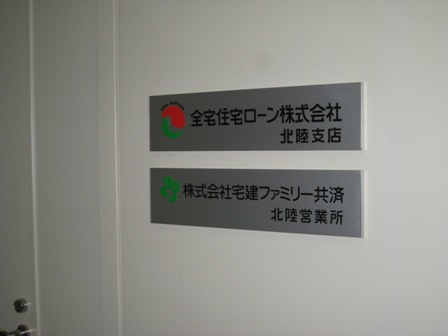 全宅住宅ローン株式会社
北陸支店
株式会社宅建ファミリー共済
北陸営業所